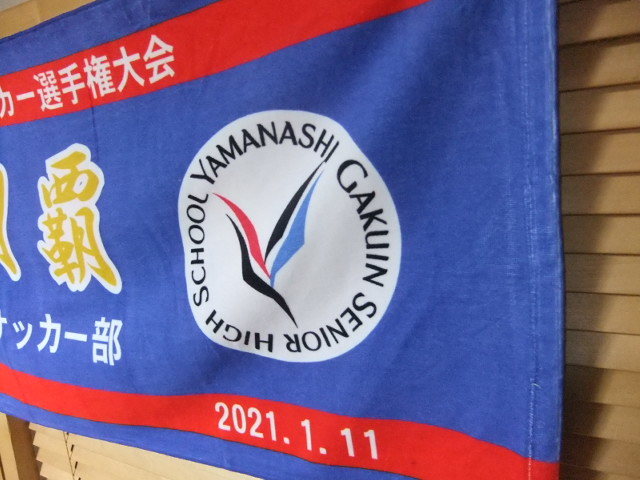 カー選手権大会
覇
サッカー部
YAMANASHI GAKUIN SENIOR HIGH SCHOOL
2021.1.11